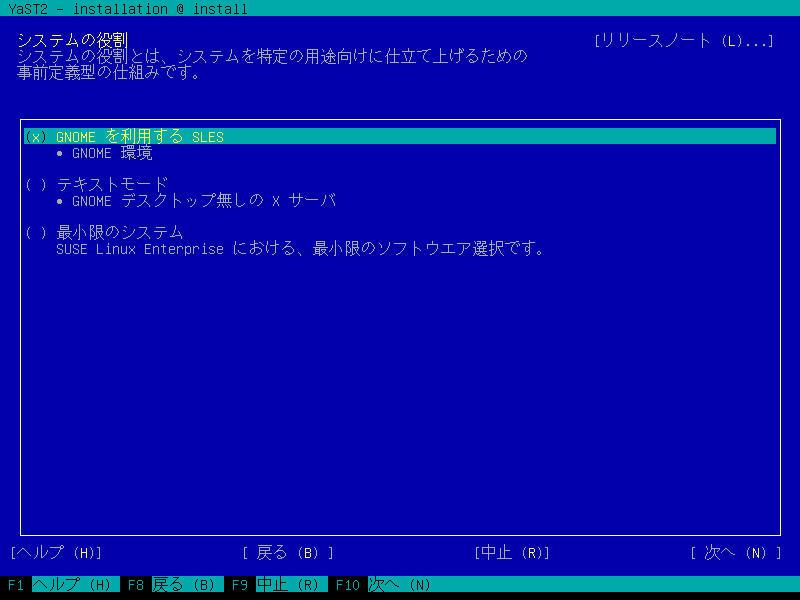 YaST2 - installation @ install
システムの役割 [リリースノート (L)...]
システムの役割とは、システムを特定の用途向けに仕立て上げるための
事前定義型の仕組みです。
(x) GNOME を利用する SLES
• GNOME 環境
( ) テキストモード
• GNOME デスクトップ無しの X サーバ
( ) 最小限のシステム
SUSE Linux Enterprise における、最小限のソフトウエア選択です。
[ヘルプ (H)] [ 戻る (B) ] [中止 (R)] [ 次へ (N) ]
F1 ヘルプ (H) F8 戻る (B) F9 中止 (R) F10 次へ (N)